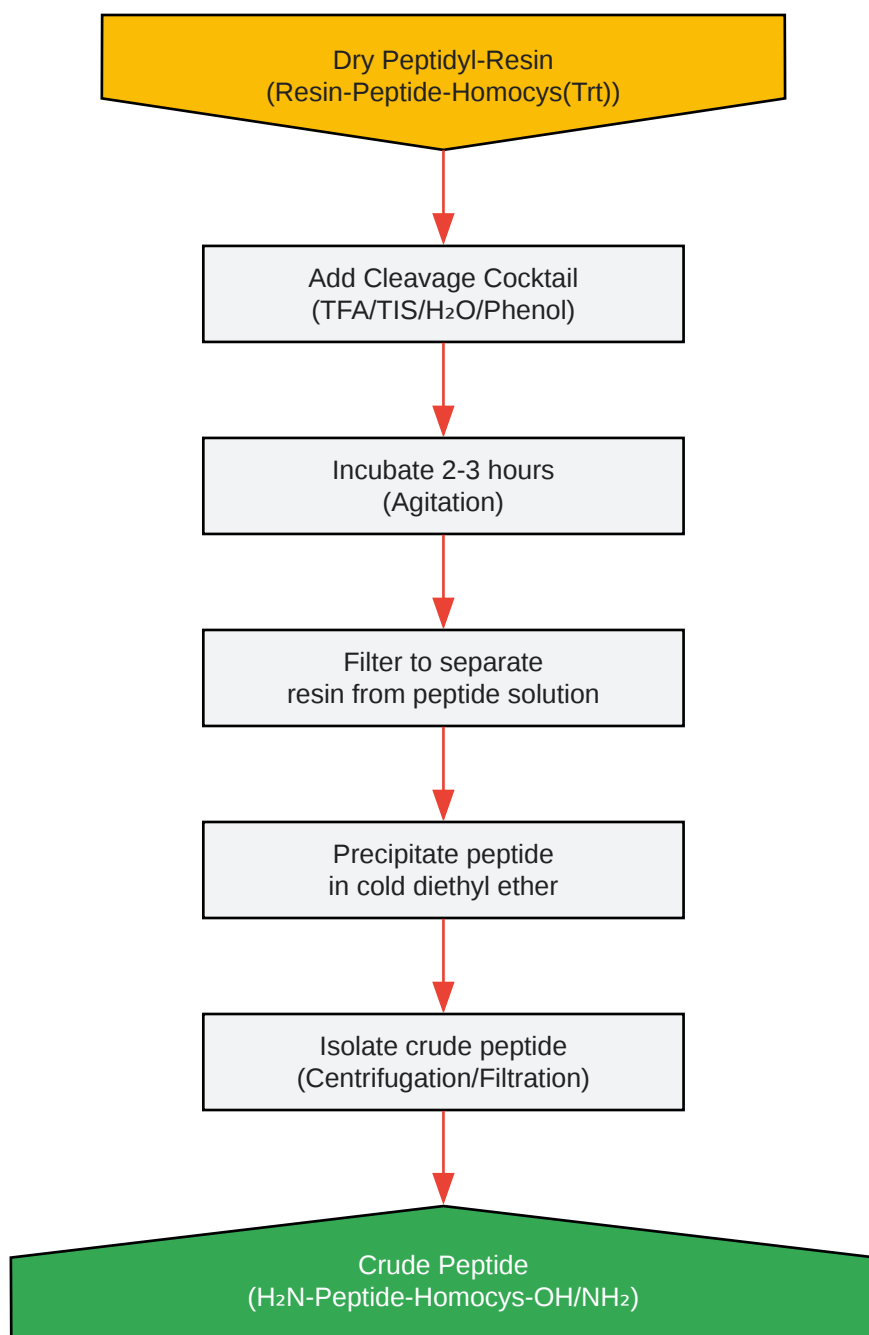 Dry Peptidyl-Resin
(Resin-Peptide-Homocys(Trt))
Add Cleavage Cocktail
(TFA/TIS/H₂O/Phenol)
Incubate 2-3 hours
(Agitation)
Filter to separate
resin from peptide solution
Precipitate peptide
in cold diethyl ether
Isolate crude peptide
(Centrifugation/Filtration)
Crude Peptide
(H₂N-Peptide-Homocys-OH/NH₂)